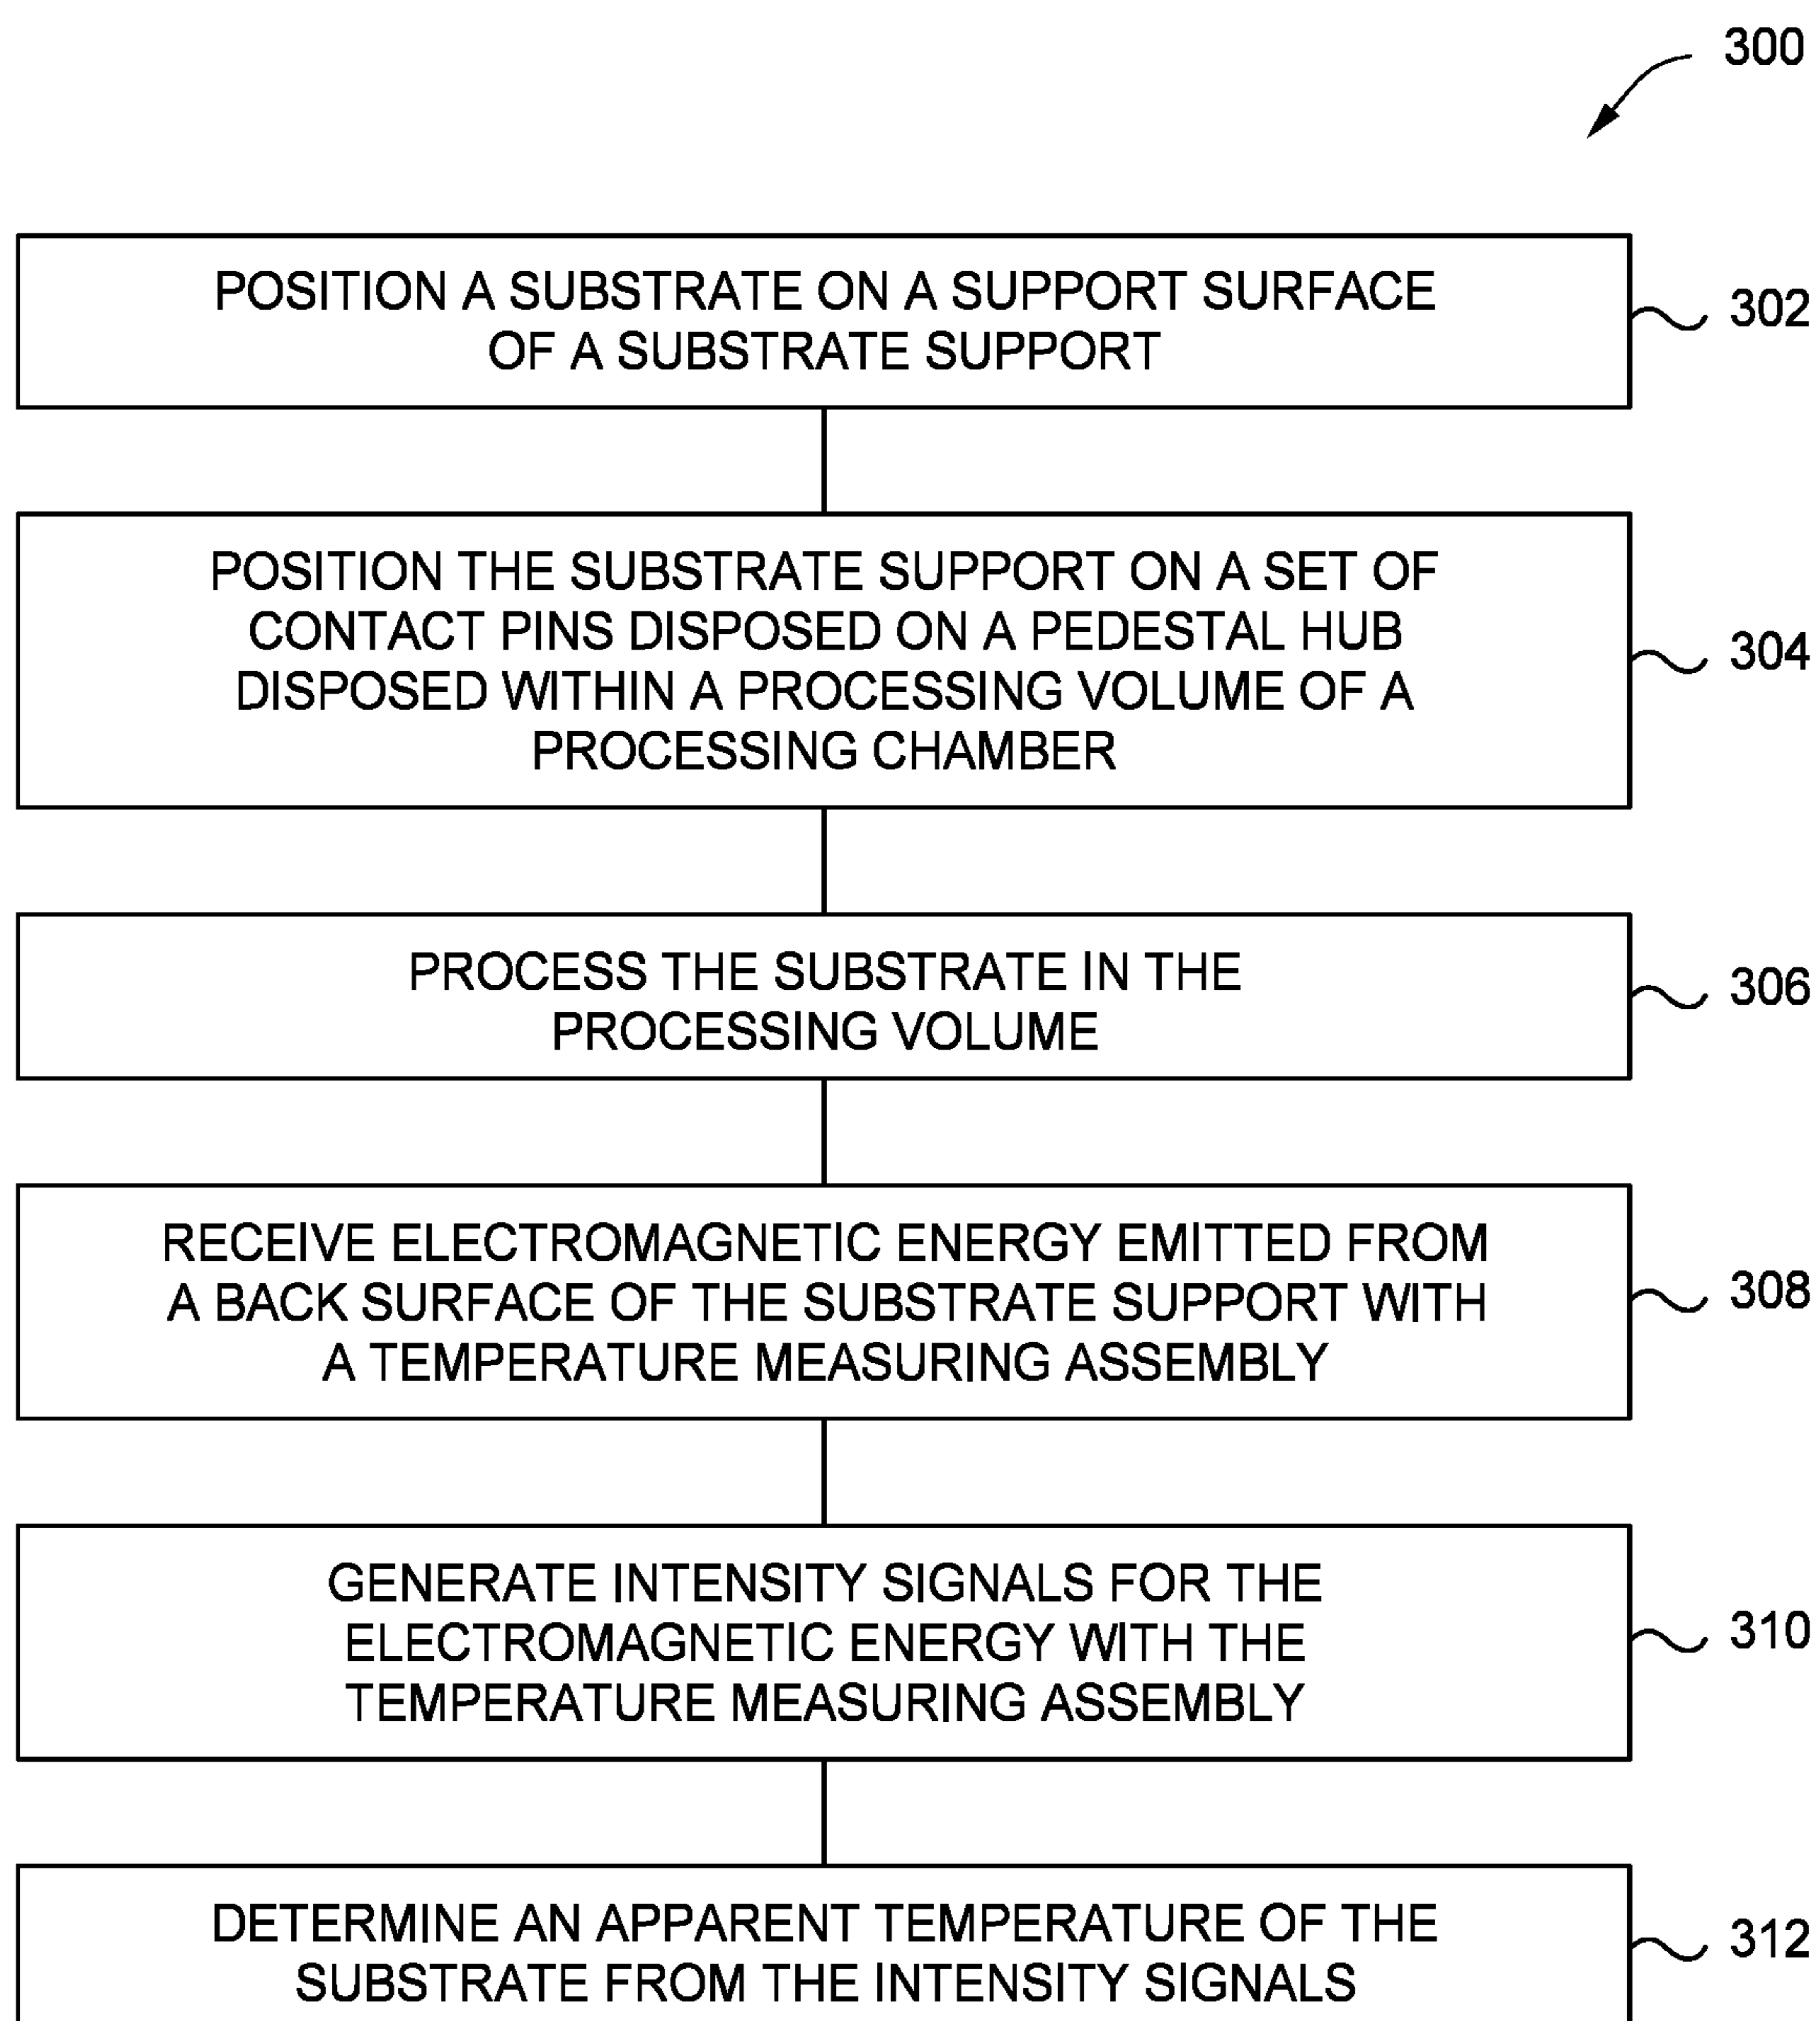 300
POSITION A SUBSTRATE ON A SUPPORT SURFACE
OF A SUBSTRATE SUPPORT
302
POSITION THE SUBSTRATE SUPPORT ON A SET OF
CONTACT PINS DISPOSED ON A PEDESTAL HUB
DISPOSED WITHIN A PROCESSING VOLUME OF A
PROCESSING CHAMBER
304
PROCESS THE SUBSTRATE IN THE
PROCESSING VOLUME
306
RECEIVE ELECTROMAGNETIC ENERGY EMITTED FROM
A BACK SURFACE OF THE SUBSTRATE SUPPORT WITH
A TEMPERATURE MEASURING ASSEMBLY
308
GENERATE INTENSITY SIGNALS FOR THE
ELECTROMAGNETIC ENERGY WITH THE
TEMPERATURE MEASURING ASSEMBLY
310
DETERMINE AN APPARENT TEMPERATURE OF THE
SUBSTRATE FROM THE INTENSITY SIGNALS
312